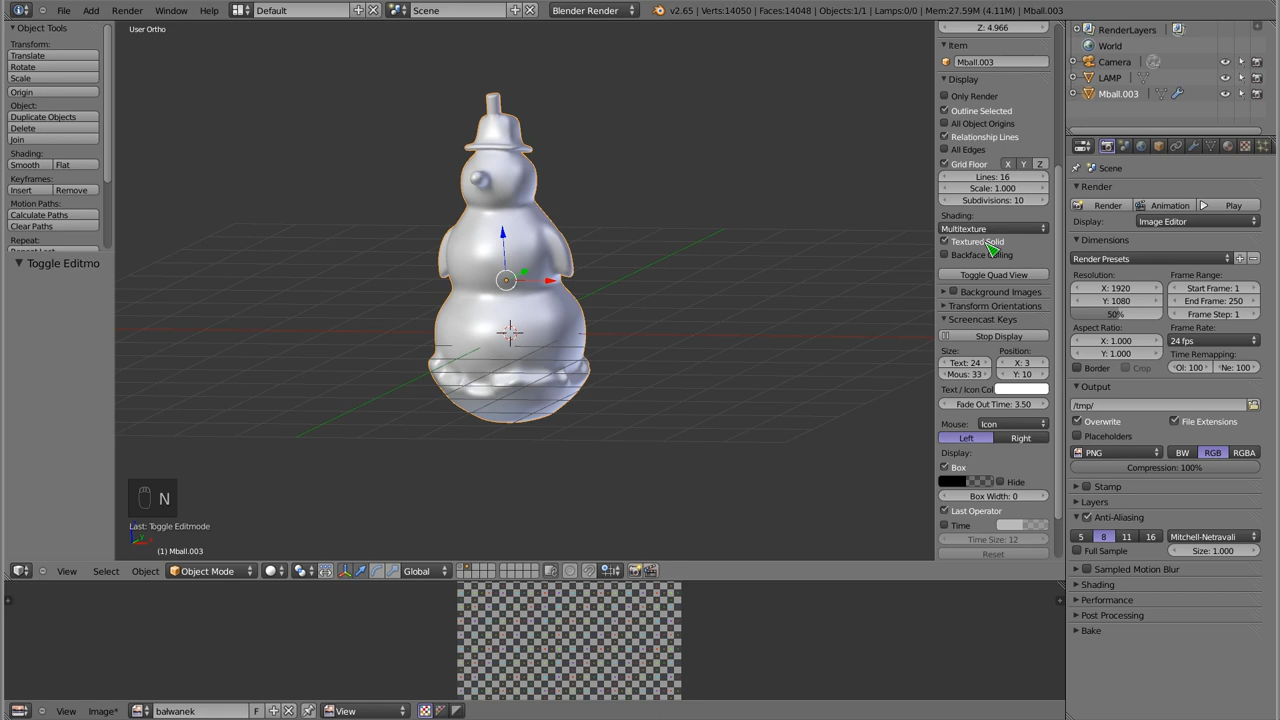 File Add Render Window Help Default Scene Blender Render v2.65 | Verts:14050 | Faces:14048 | Objects:1/1 | Lamps:0/0 | Mem:27.59M (4.11M) | Mball.003
Object Tools
Transform:
Translate
Rotate
Scale
Origin
Object:
Duplicate Objects
Delete
Join
Shading:
Smooth Flat
Keyframes:
Insert Remove
Motion Paths:
Calculate Paths
Clear Paths
Repeat:
Toggle Editmo
User Ortho
N
Last: Toggle Editmode
(1) Mball.003
Z: 4.966
Item
Mball.003
Display
Only Render
Outline Selected
All Object Origins
Relationship Lines
All Edges
Grid Floor X Y Z
Lines: 16
Scale: 1.000
Subdivisions: 10
Shading:
Multitexture
Textured Solid
Backface Culling
Toggle Quad View
Background Images
Transform Orientations
Screencast Keys
Stop Display
Size: Position:
Text: 24 X: 3
Mous: 33 Y: 10
Text / Icon Col
Fade Out Time: 3.50
Mouse: Icon
Left Right
Display:
Box
Hide
Box Width: 0
Last Operator
Time
Time Size: 12
Reset
RenderLayers
World
Camera
LAMP
Mball.003
Scene
Render
Render Animation Play
Display: Image Editor
Dimensions
Render Presets
Resolution: Frame Range:
X: 1920 Start Frame: 1
Y: 1080 End Frame: 250
50% Frame Step: 1
Aspect Ratio: Frame Rate:
X: 1.000 24 fps
Y: 1.000 Time Remapping:
Border Crop Ol: 100 Ne: 100
Output
/tmp/
Overwrite File Extensions
Placeholders
PNG BW RGB RGBA
Compression: 100%
Stamp
Layers
Anti-Aliasing
5 8 11 16 Mitchell-Netravali
Full Sample Size: 1.000
Sampled Motion Blur
Shading
Performance
Post Processing
Bake
View Select Object Object Mode Global
View Image* bałwanek F View